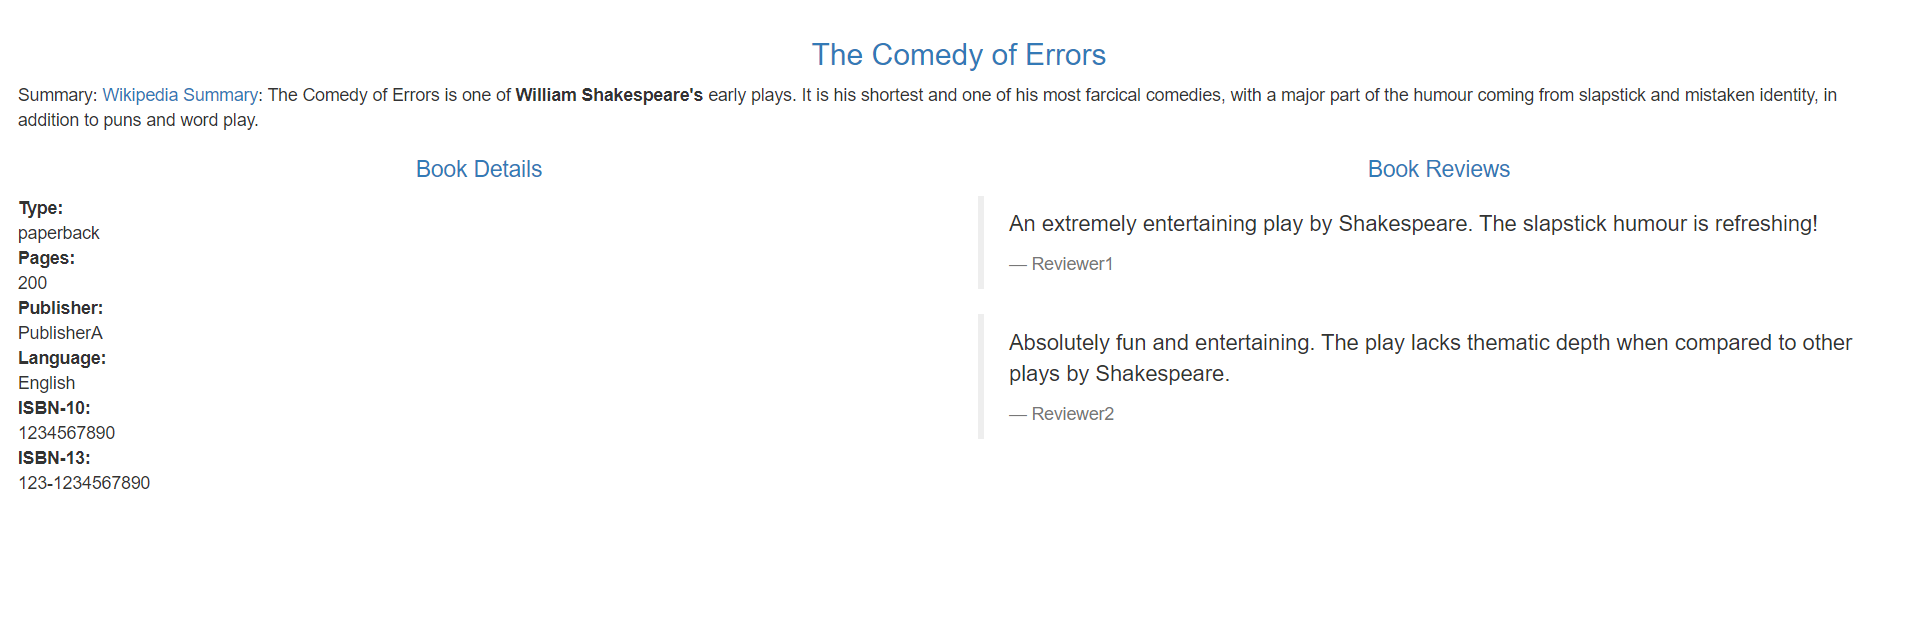 The Comedy of Errors
Summary: Wikipedia Summary: The Comedy of Errors is one of William Shakespeare's early plays. It is his shortest and one of his most farcical comedies, with a major part of the humour coming from slapstick and mistaken identity, in
addition to puns and word play.
Book Details
Type:
paperback
Pages:
200
Publisher:
PublisherA
Language:
English
ISBN-10:
1234567890
ISBN-13:
123-1234567890
Book Reviews
An extremely entertaining play by Shakespeare. The slapstick humour is refreshing!
— Reviewer1
Absolutely fun and entertaining. The play lacks thematic depth when compared to other
plays by Shakespeare.
— Reviewer2